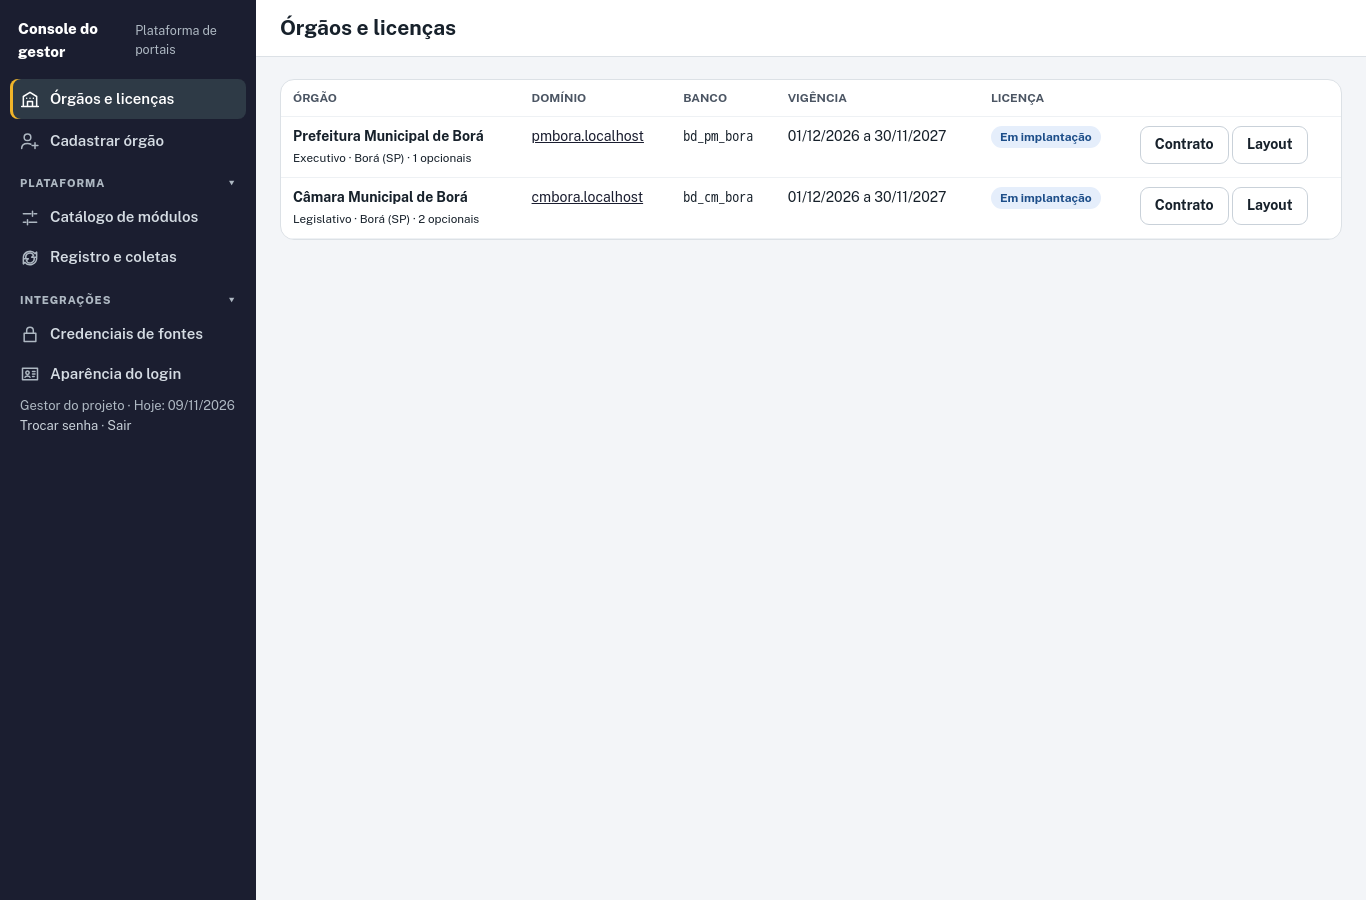 Console do gestor
Plataforma de portais
Órgãos e licenças
Cadastrar órgão
PLATAFORMA ▾
Catálogo de módulos
Registro e coletas
INTEGRAÇÕES ▾
Credenciais de fontes
Aparência do login
Gestor do projeto · Hoje: 09/11/2026
Trocar senha · Sair
Órgãos e licenças
ÓRGÃO DOMÍNIO BANCO VIGÊNCIA LICENÇA
Prefeitura Municipal de Borá pmbora.localhost bd_pm_bora 01/12/2026 a 30/11/2027 Em implantação Contrato Layout
Executivo · Borá (SP) · 1 opcionais
Câmara Municipal de Borá cmbora.localhost bd_cm_bora 01/12/2026 a 30/11/2027 Em implantação Contrato Layout
Legislativo · Borá (SP) · 2 opcionais